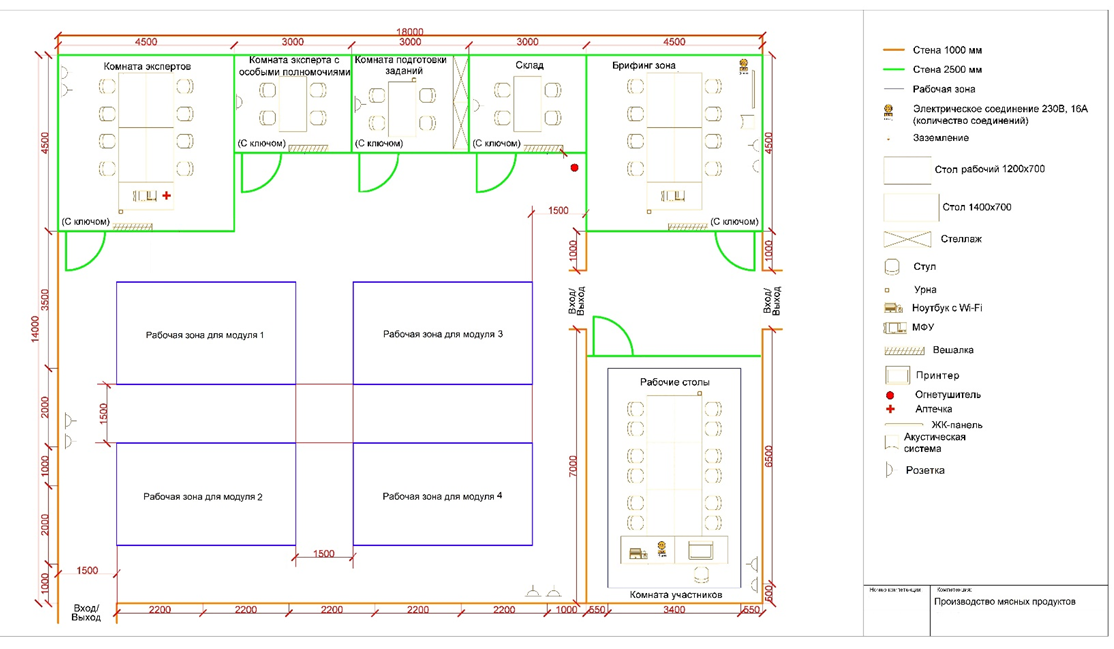 18000
4500
3000
3000
3000
4500
Комната экспертов
Комната эксперта с
особыми полномочиями
Комната подготовки
заданий
Склад
Брифинг зона
4500
4500
(С ключом)
(С ключом)
(С ключом)
(С ключом)
(С ключом)
1500
1000
1000
Вход/
Выход
Вход/
Выход
14000
3500
2000
1000
2000
1000
1500
Рабочая зона для модуля 1
Рабочая зона для модуля 3
Рабочая зона для модуля 2
Рабочая зона для модуля 4
1500
1500
7000
6500
600
Рабочие столы
Комната участников
Вход/
Выход
2200
2200
2200
2200
2200
1000
550
3400
550
Стена 1000 мм
Стена 2500 мм
Рабочая зона
Электрическое соединение 230В, 16А
(количество соединений)
Заземление
Стол рабочий 1200х700
Стол 1400х700
Стеллаж
Стул
Урна
Ноутбук с Wi-Fi
МФУ
Вешалка
Принтер
Огнетушитель
Аптечка
ЖК-панель
Акустическая
система
Розетка
Номер компетенции
Компетенция:
Производство мясных продуктов